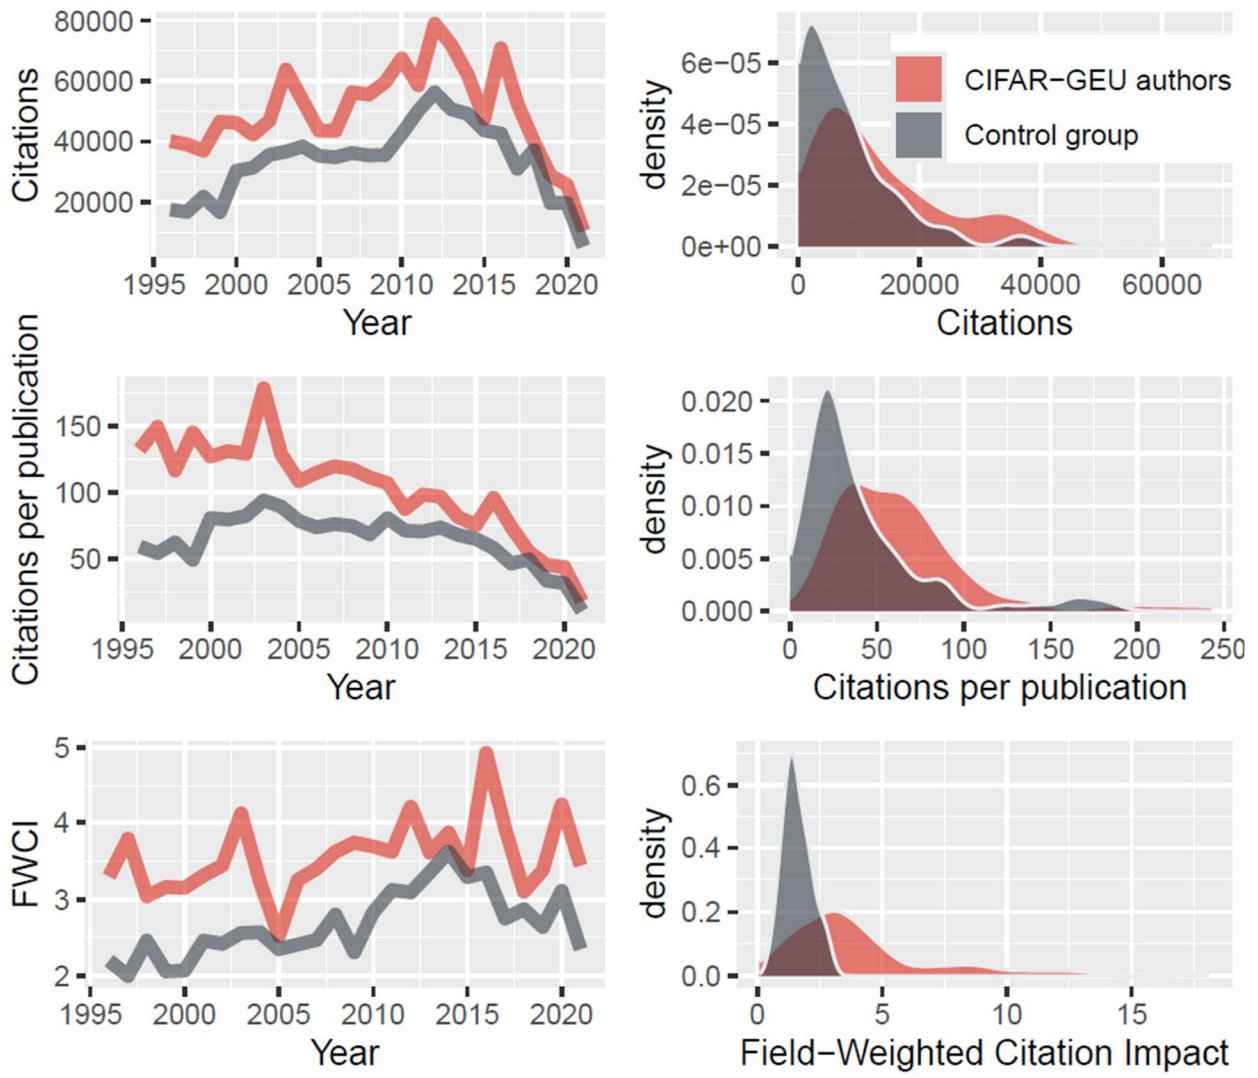 Citations
80000
60000
40000
20000
1995 2000 2005 2010 2015 2020
Year
density
6e−05
4e−05
2e−05
0e+00
0 20000 40000 60000
Citations
CIFAR−GEU authors
Control group
Citations per publication
150
100
50
1995 2000 2005 2010 2015 2020
Year
density
0.020
0.015
0.010
0.005
0.000
0 50 100 150 200 250
Citations per publication
FWCI
5
4
3
2
1995 2000 2005 2010 2015 2020
Year
density
0.6
0.4
0.2
0.0
0 5 10 15
Field−Weighted Citation Impact